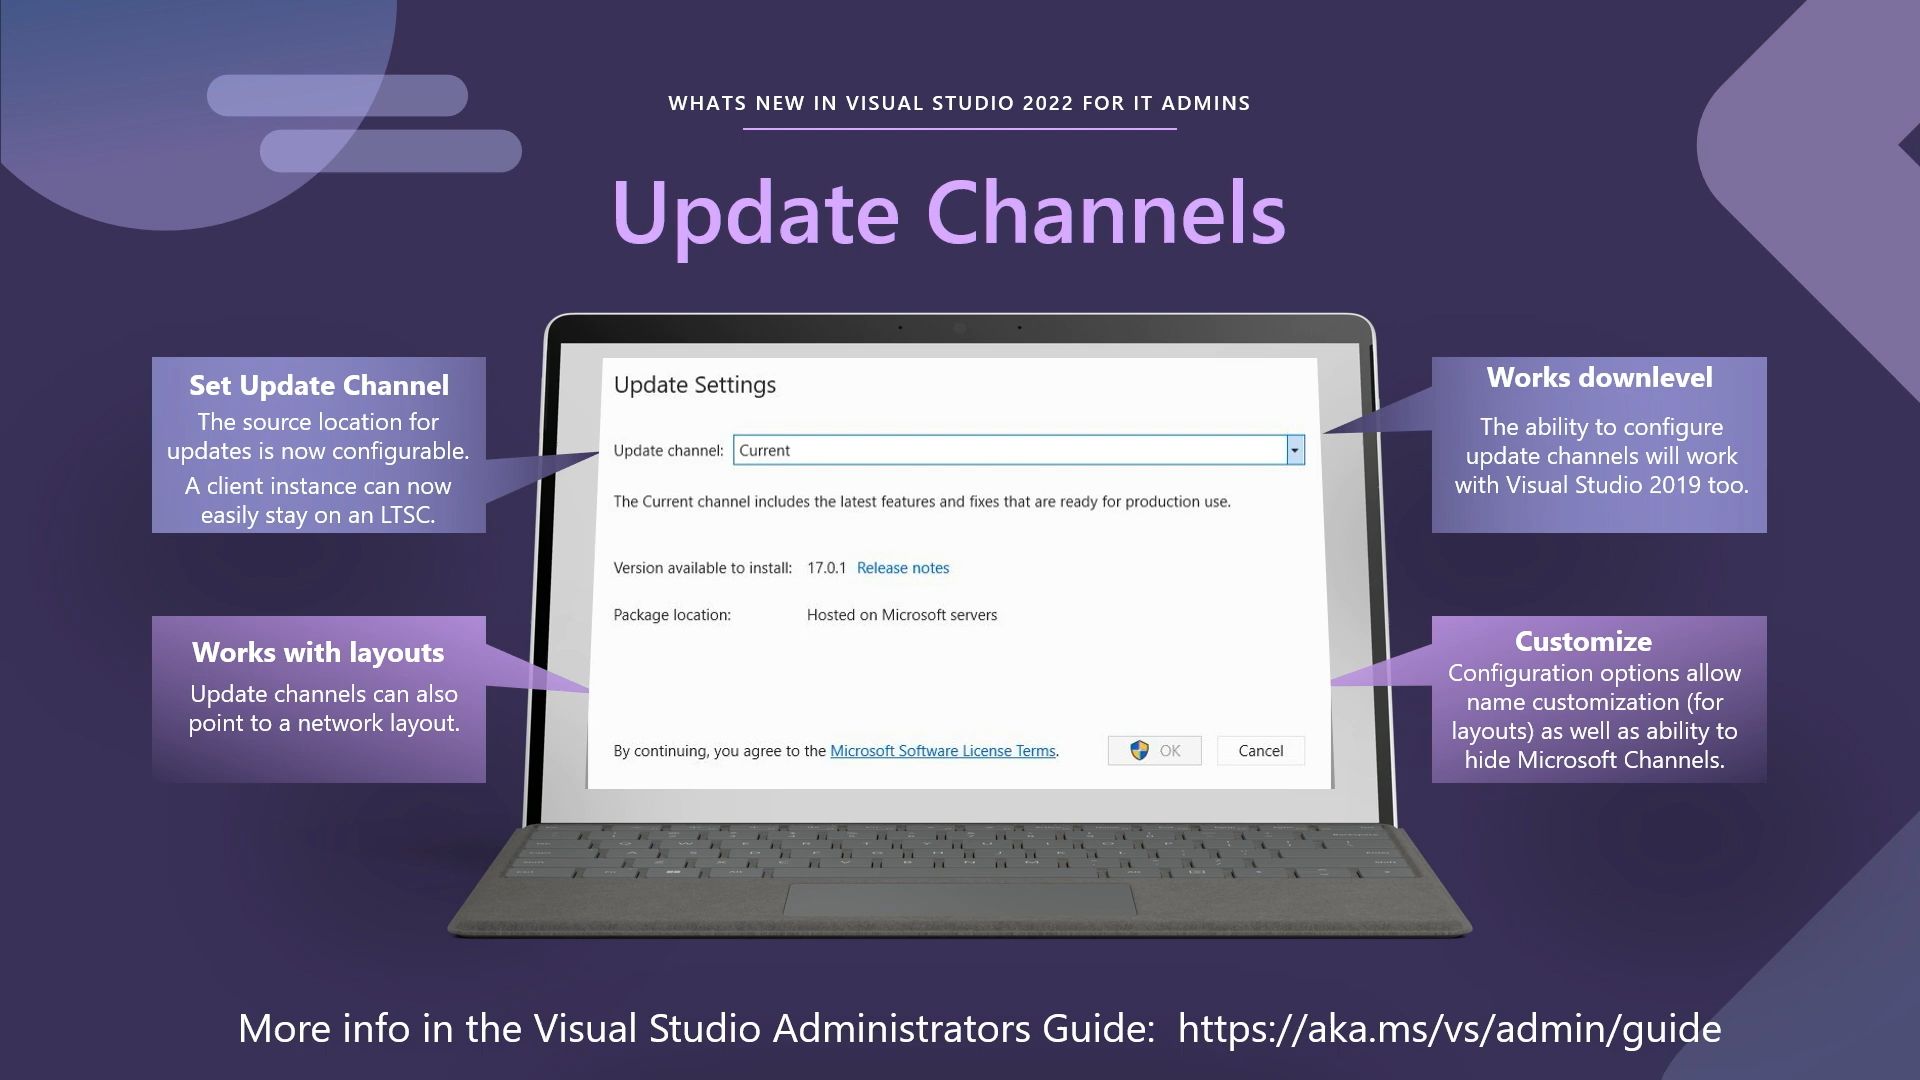 WHATS NEW IN VISUAL STUDIO 2022 FOR IT ADMINS
Update Channels
Set Update Channel
The source location for
updates is now configurable.
A client instance can now
easily stay on an LTSC.
Works with layouts
Update channels can also
point to a network layout.
Update Settings
Update channel: Current
The Current channel includes the latest features and fixes that are ready for production use.
Version available to install: 17.0.1 Release notes
Package location: Hosted on Microsoft servers
By continuing, you agree to the Microsoft Software License Terms. OK Cancel
Works downlevel
The ability to configure
update channels will work
with Visual Studio 2019 too.
Customize
Configuration options allow
name customization (for
layouts) as well as ability to
hide Microsoft Channels.
More info in the Visual Studio Administrators Guide: https://aka.ms/vs/admin/guide